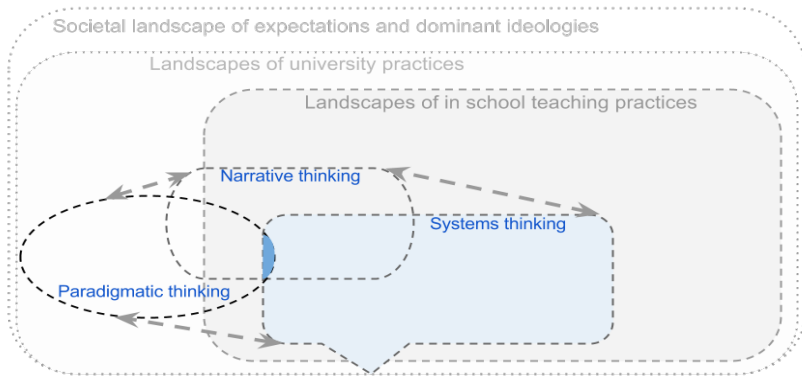 Societal landscape of expectations and dominant ideologies
Landscapes of university practices
Landscapes of in school teaching practices
Narrative thinking
Systems thinking
Paradigmatic thinking